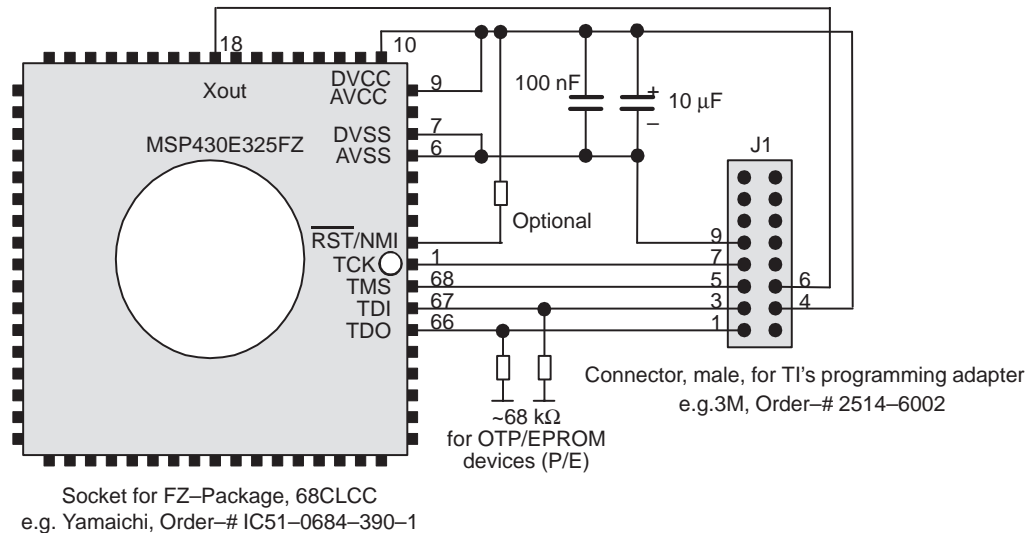 18
10
Xout
DVCC
AVCC
9
100 nF
+
10 µF
–
MSP430E325FZ
DVSS
7
AVSS
6
J1
Optional
RST/NMI
9
TCK
1
7
TMS
68
5
6
TDI
67
3
4
TDO
66
1
~68 kΩ
for OTP/EPROM
devices (P/E)
Connector, male, for TI's programming adapter
e.g.3M, Order–# 2514–6002
Socket for FZ–Package, 68CLCC
e.g. Yamaichi, Order–# IC51–0684–390–1